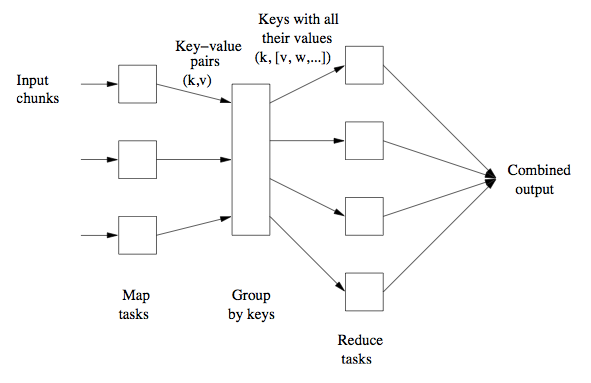 Keys with all
their values
(k, [v, w,...])
Key−value
pairs
(k,v)
Input
chunks
Combined
output
Map
tasks
Group
by keys
Reduce
tasks